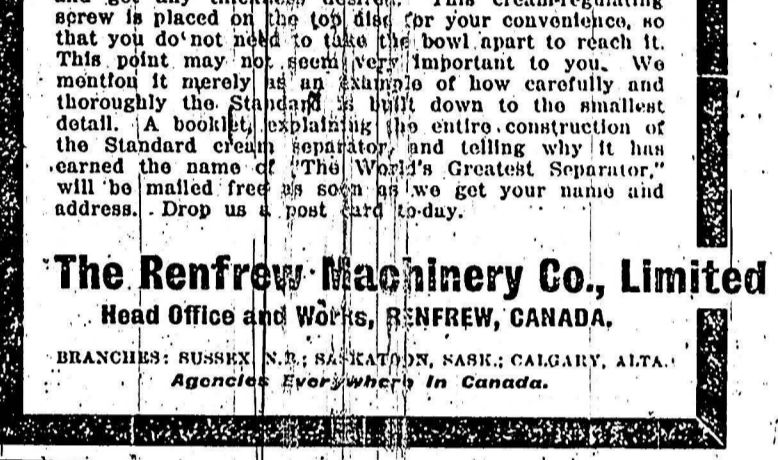 and get any thickness desired. This cream-regulating
screw is placed on the top disc for your convenience, so
that you do not need to take the bowl apart to reach it.
This point may not seem very important to you. We
mention it merely as an example of how carefully and
thoroughly the Standard is built down to the smallest
detail. A booklet, explaining the entire construction of
the Standard cream separator, and telling why it has
earned the name of "The World's Greatest Separator,"
will be mailed free as soon as we get your name and
address. Drop us a post card to-day.
The Renfrew Machinery Co., Limited
Head Office and Works, RENFREW, CANADA.
BRANCHES: SUSSEX, N.B.; SASKATOON, SASK.; CALGARY, ALTA.
Agencies Everywhere in Canada.